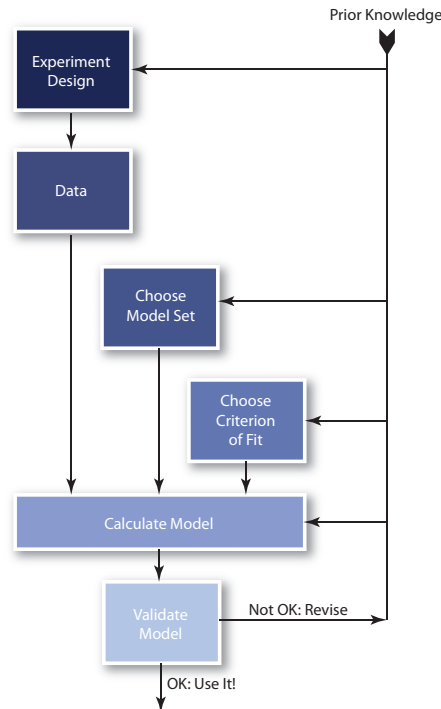 Prior Knowledge
Experiment
Design
Data
Choose
Model Set
Choose
Criterion
of Fit
Calculate Model
Validate
Model
Not OK: Revise
OK: Use It!